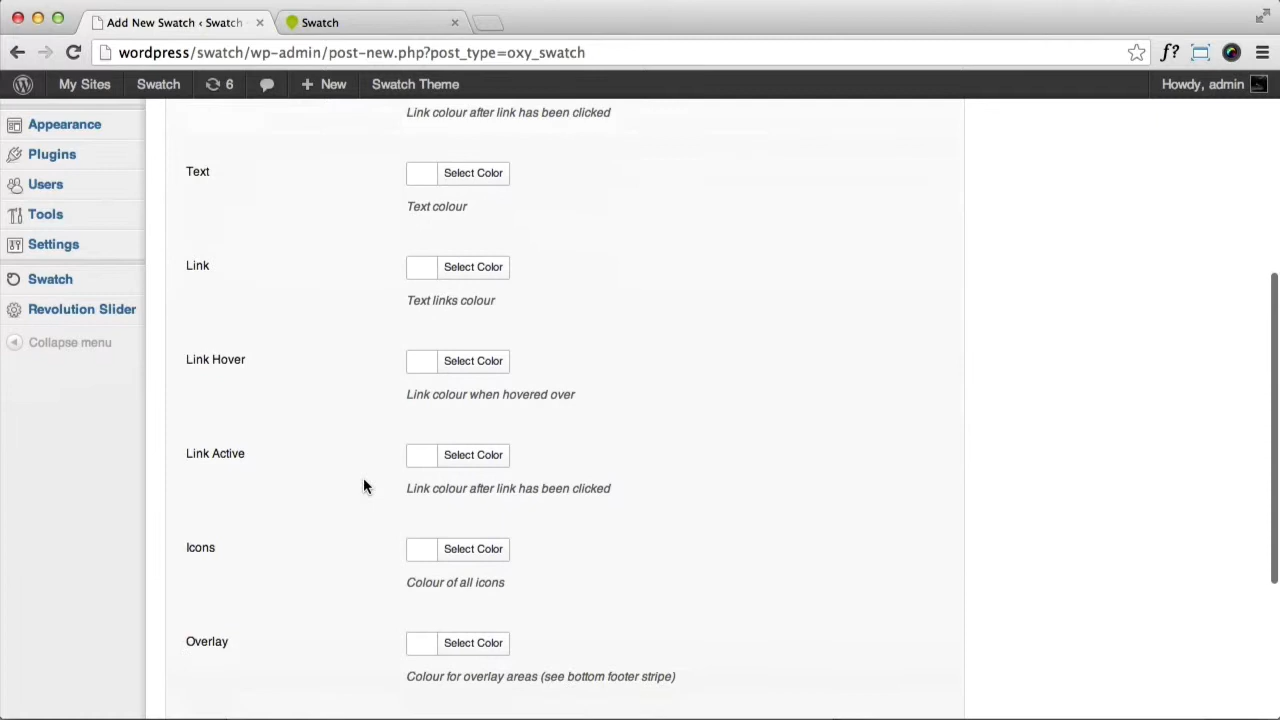 Add New Swatch ‹ Swatch
Swatch
wordpress/swatch/wp-admin/post-new.php?post_type=oxy_swatch
f?
My Sites
Swatch
6
New
Swatch Theme
Howdy, admin
Appearance
Plugins
Users
Tools
Settings
Swatch
Revolution Slider
Collapse menu
Link colour after link has been clicked
Text
Select Color
Text colour
Link
Select Color
Text links colour
Link Hover
Select Color
Link colour when hovered over
Link Active
Select Color
Link colour after link has been clicked
Icons
Select Color
Colour of all icons
Overlay
Select Color
Colour for overlay areas (see bottom footer stripe)